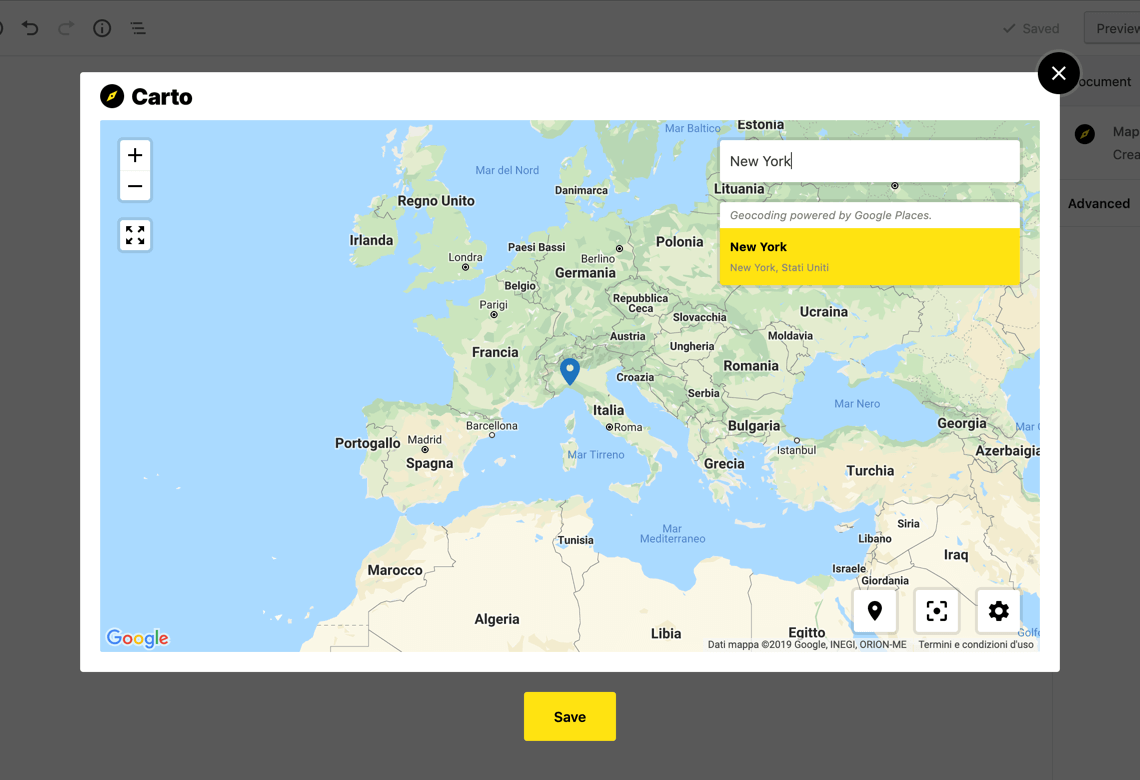 Saved
Preview
Carto
ocument
Map
Crea
Advanced
+
−
New York
Geocoding powered by Google Places.
New York
New York, Stati Uniti
Mar Baltico
Estonia
Mar del Nord
Danimarca
Lituania
Regno Unito
Irlanda
Paesi Bassi
Polonia
Londra
Berlino
Germania
Belgio
Parigi
Repubblica
Ceca
Slovacchia
Ucraina
Austria
Moldavia
Ungheria
Francia
Romania
Croazia
Serbia
Mar Nero
Italia
Barcellona
Roma
Bulgaria
Georgia
Mar C
Portogallo
Madrid
Istanbul
Azerbaigia
Mar Tirreno
Spagna
Grecia
Turchia
Mar
Mediterraneo
Siria
Tunisia
Libano
Iraq
Marocco
Israele
Giordania
Algeria
Libia
Egitto
Golfe
Google
Dati mappa ©2019 Google, INEGI, ORION-ME
Termini e condizioni d'uso
Save